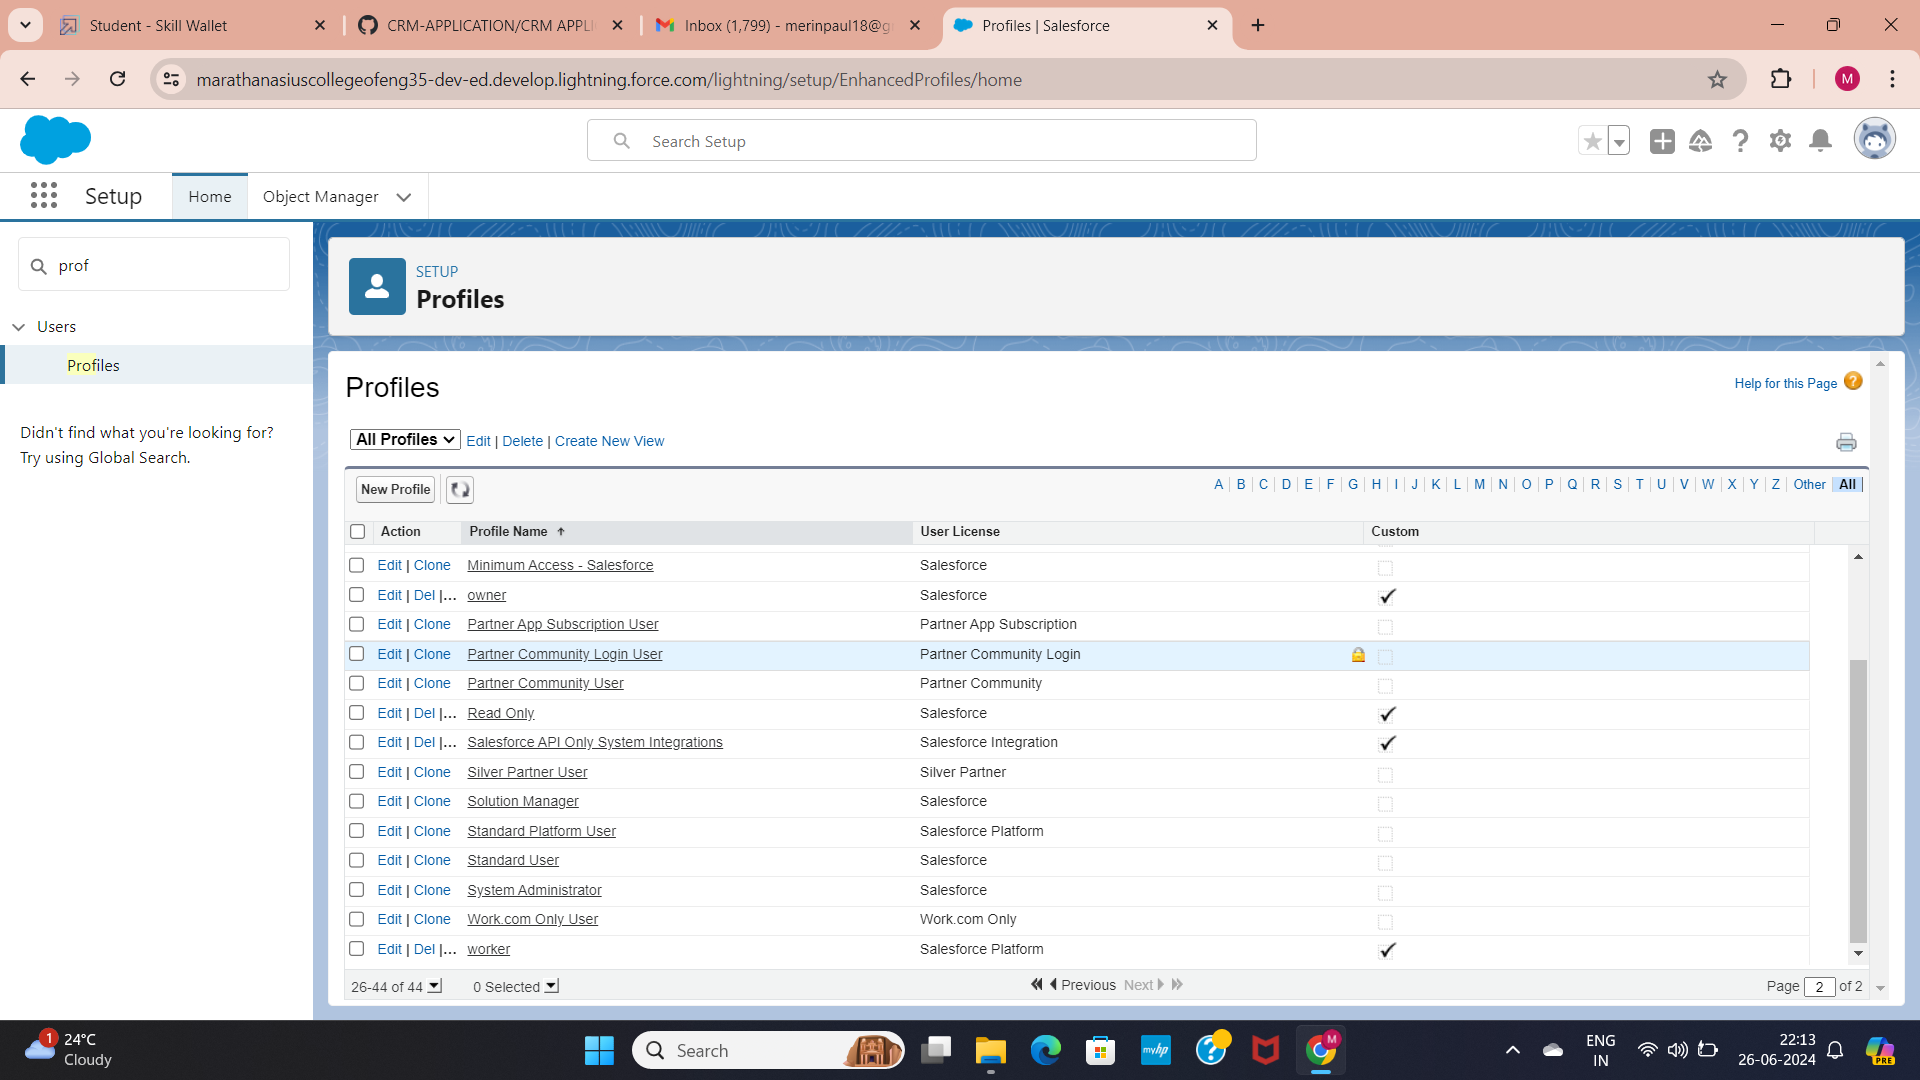 Student - Skill Wallet
CRM-APPLICATION/CRM APPLI
Inbox (1,799) - merinpaul18@g
Profiles | Salesforce
marathanasiuscollegeofeng35-dev-ed.develop.lightning.force.com/lightning/setup/EnhancedProfiles/home
M
Search Setup
Setup
Home
Object Manager
prof
Users
Profiles
Didn't find what you're looking for?
Try using Global Search.
SETUP
Profiles
Profiles
Help for this Page
All Profiles Edit | Delete | Create New View
New Profile
A | B | C | D | E | F | G | H | I | J | K | L | M | N | O | P | Q | R | S | T | U | V | W | X | Y | Z | Other | All
Action Profile Name User License Custom
Edit | Clone Minimum Access - Salesforce Salesforce
Edit | Del |... owner Salesforce
Edit | Clone Partner App Subscription User Partner App Subscription
Edit | Clone Partner Community Login User Partner Community Login
Edit | Clone Partner Community User Partner Community
Edit | Del |... Read Only Salesforce
Edit | Del |... Salesforce API Only System Integrations Salesforce Integration
Edit | Clone Silver Partner User Silver Partner
Edit | Clone Solution Manager Salesforce
Edit | Clone Standard Platform User Salesforce Platform
Edit | Clone Standard User Salesforce
Edit | Clone System Administrator Salesforce
Edit | Clone Work.com Only User Work.com Only
Edit | Del |... worker Salesforce Platform
26-44 of 44 0 Selected Previous Next Page 2 of 2
1
24°C
Cloudy
Search
myhp
M
ENG
IN
22:13
26-06-2024
PRE